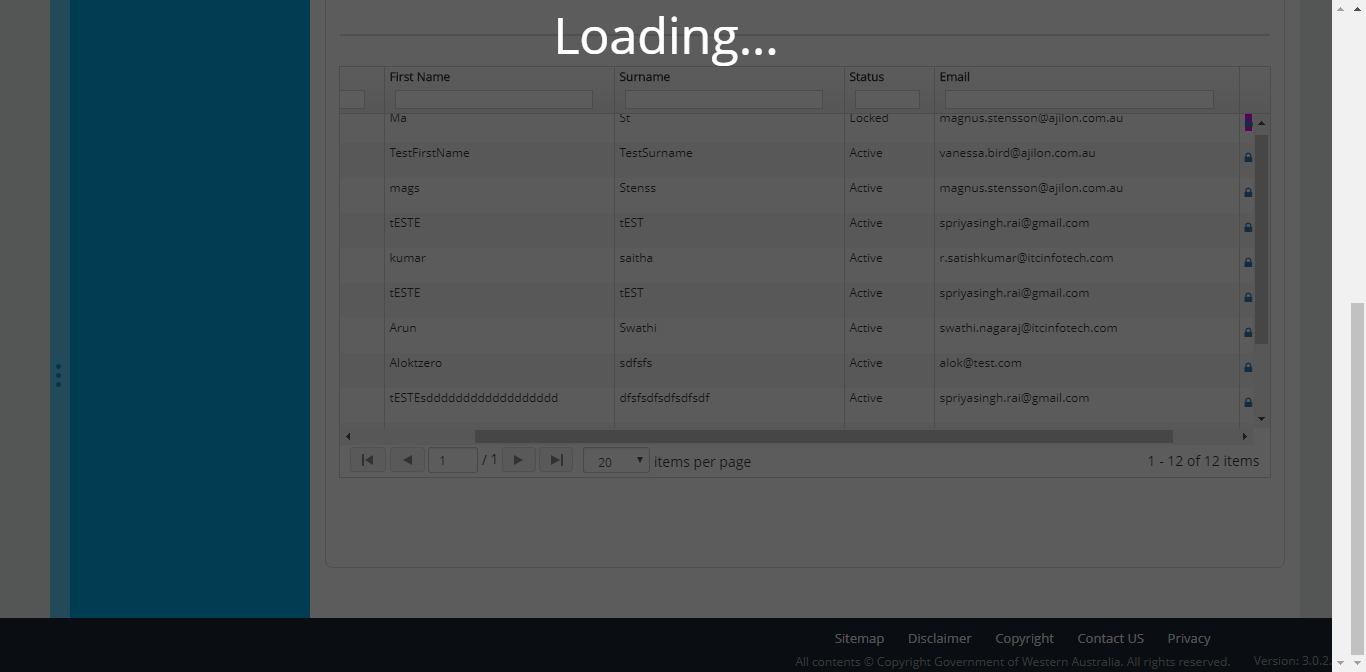 Loading...
First Name Surname Status Email
Ma St Locked magnus.stensson@ajilon.com.au
TestFirstName TestSurname Active vanessa.bird@ajilon.com.au
mags Stenss Active magnus.stensson@ajilon.com.au
tESTE tEST Active spriyasingh.rai@gmail.com
kumar saitha Active r.satishkumar@itcinfotech.com
tESTE tEST Active spriyasingh.rai@gmail.com
Arun Swathi Active swathi.nagaraj@itcinfotech.com
Aloktzero sdfsfs Active alok@test.com
tESTEsdddddddddddddddddd dfsfsdfsdfsdfsdf Active spriyasingh.rai@gmail.com
1 / 1 20 items per page 1 - 12 of 12 items
Sitemap Disclaimer Copyright Contact US Privacy
All contents © Copyright Government of Western Australia. All rights reserved. Version: 3.0.2.